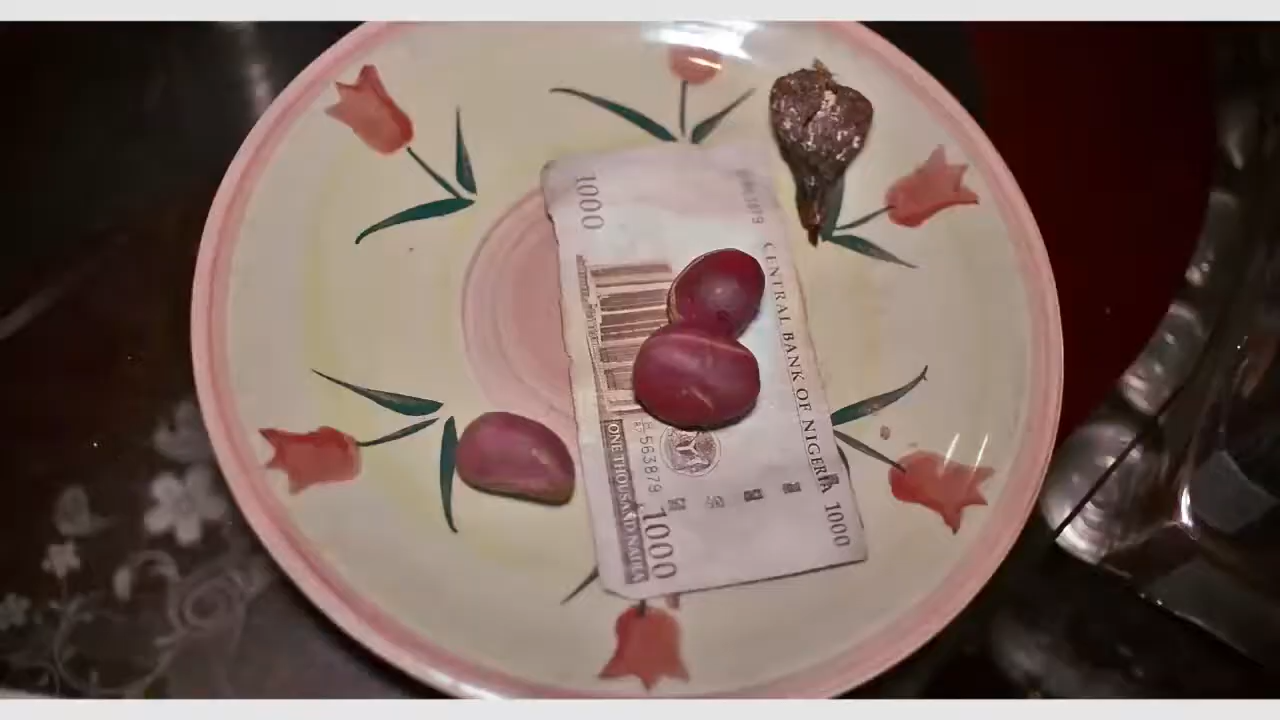 1000
CENTRAL BANK OF NIGERIA 1000
563879
ONE THOUSAND NAIRA
1000